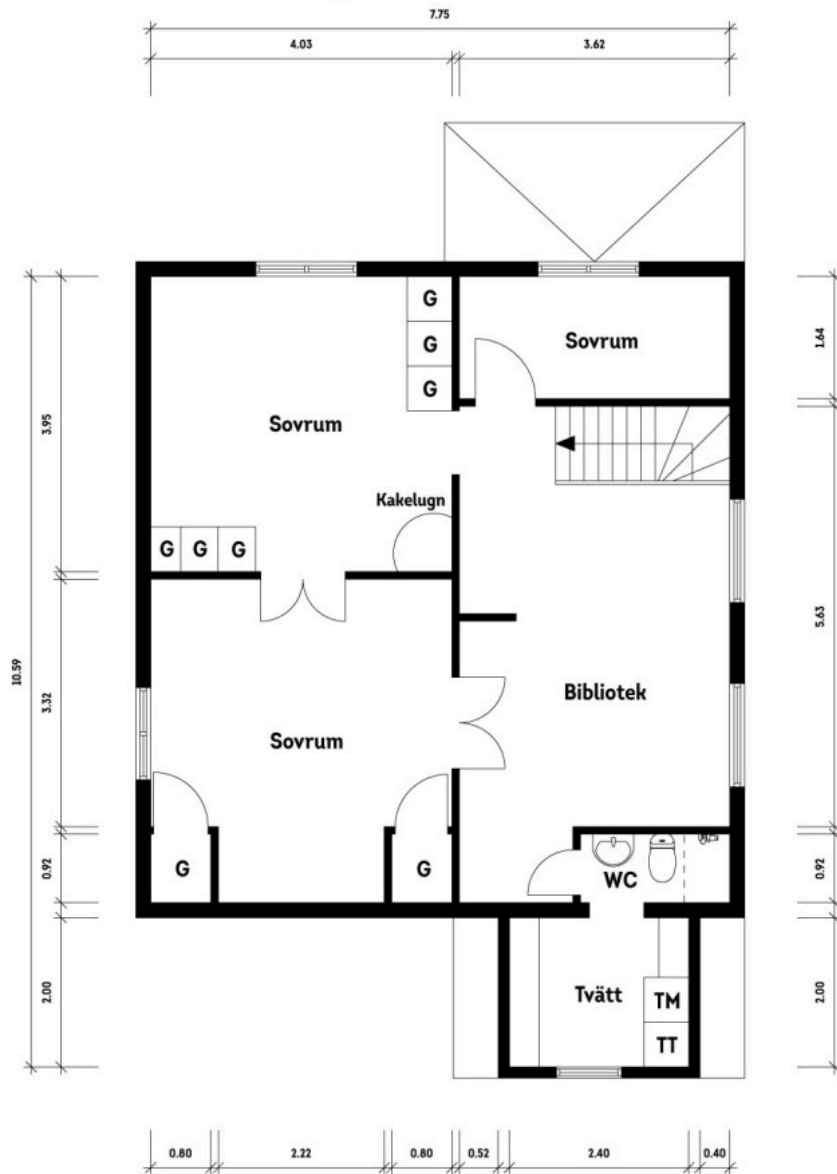 7.75
4.03
3.62
G
G
G
Sovrum
1.64
3.95
Sovrum
Kakelugn
G G G
10.59
3.32
5.63
Bibliotek
Sovrum
0.92
G
G
WC
0.92
2.00
Tvätt
TM
TT
2.00
0.80
2.22
0.80
0.52
2.40
0.40